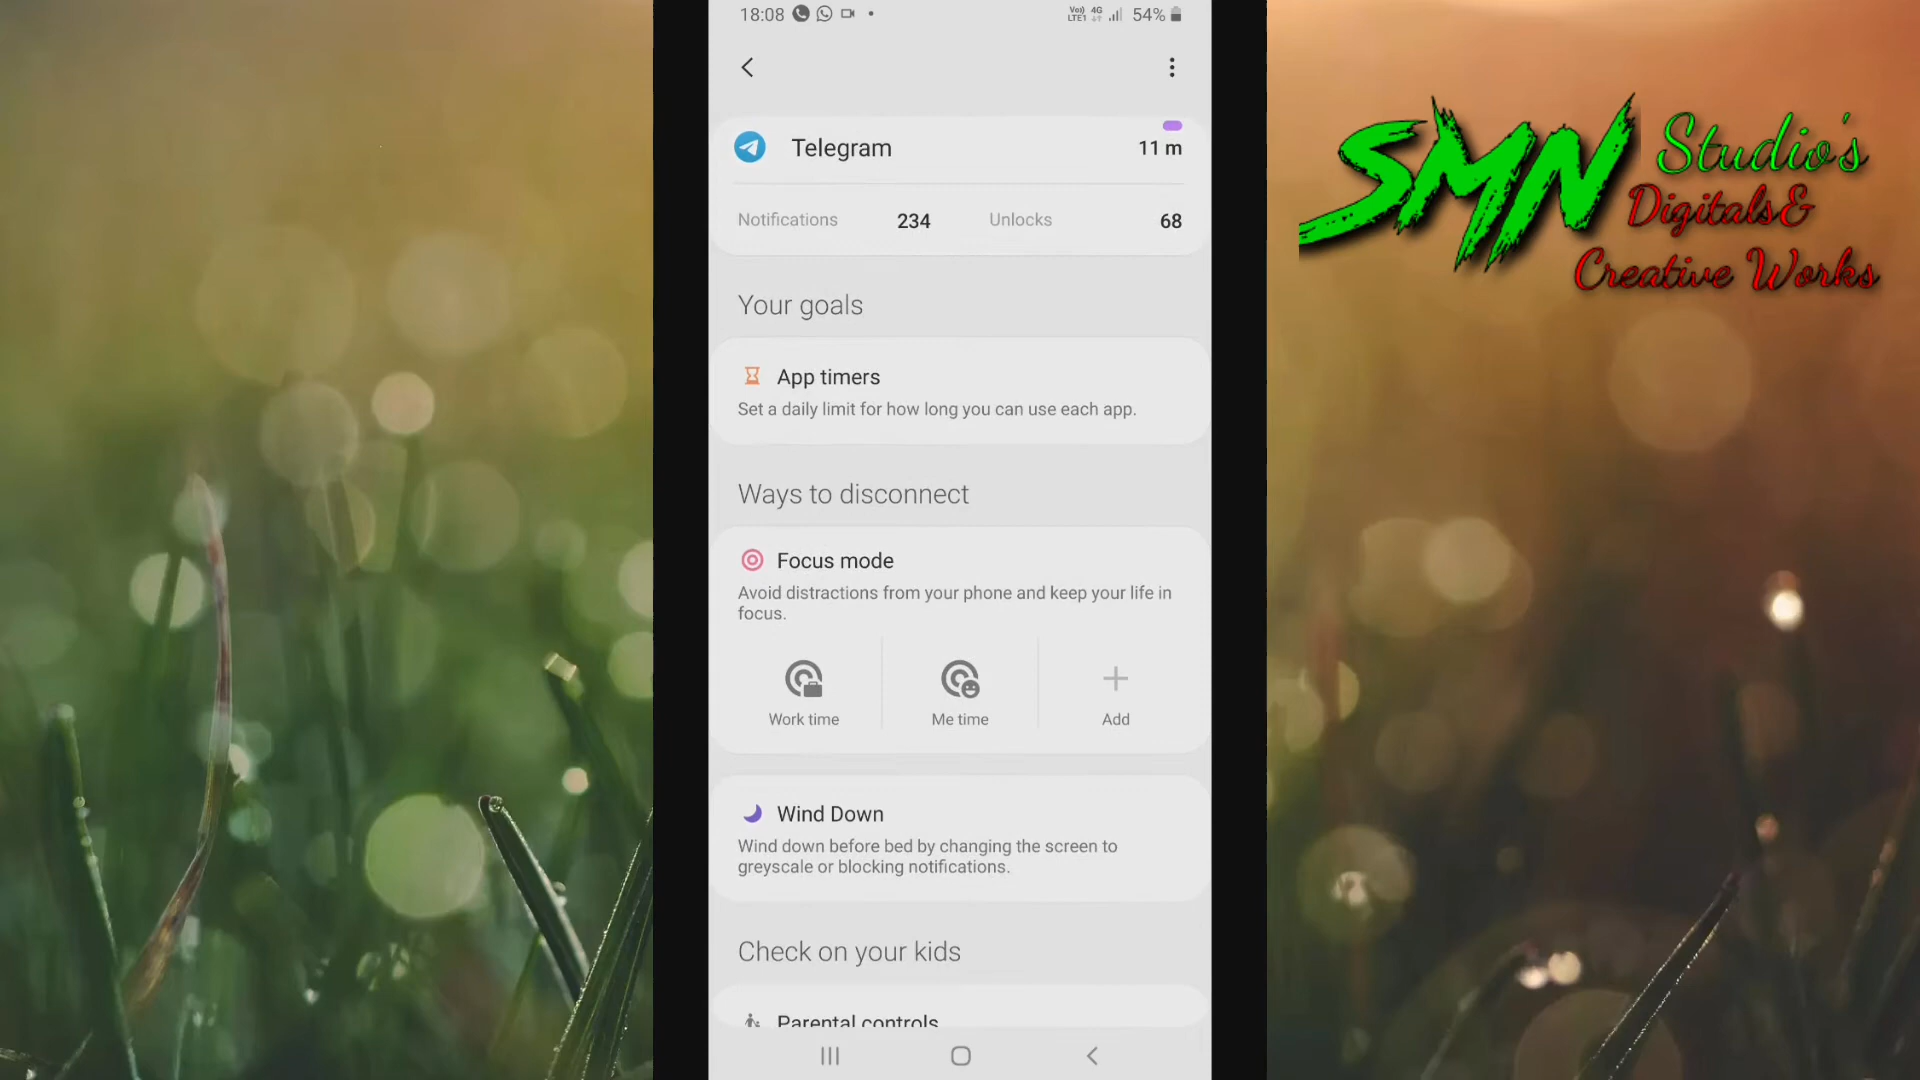 18:08
Vo)) LTE1 4G 54%
Telegram 11 m
Notifications 234 Unlocks 68
Your goals
App timers
Set a daily limit for how long you can use each app.
Ways to disconnect
Focus mode
Avoid distractions from your phone and keep your life in
focus.
Work time Me time Add
Wind Down
Wind down before bed by changing the screen to
greyscale or blocking notifications.
Check on your kids
Parental controls
SMN Studio's
Digitals&
Creative Works